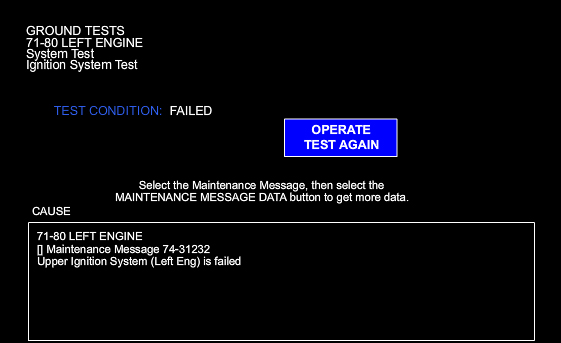 GROUND TESTS
71-80 LEFT ENGINE
System Test
Ignition System Test
TEST CONDITION: FAILED
OPERATE
TEST AGAIN
Select the Maintenance Message, then select the
MAINTENANCE MESSAGE DATA button to get more data.
CAUSE
71-80 LEFT ENGINE
[] Maintenance Message 74-31232
Upper Ignition System (Left Eng) is failed